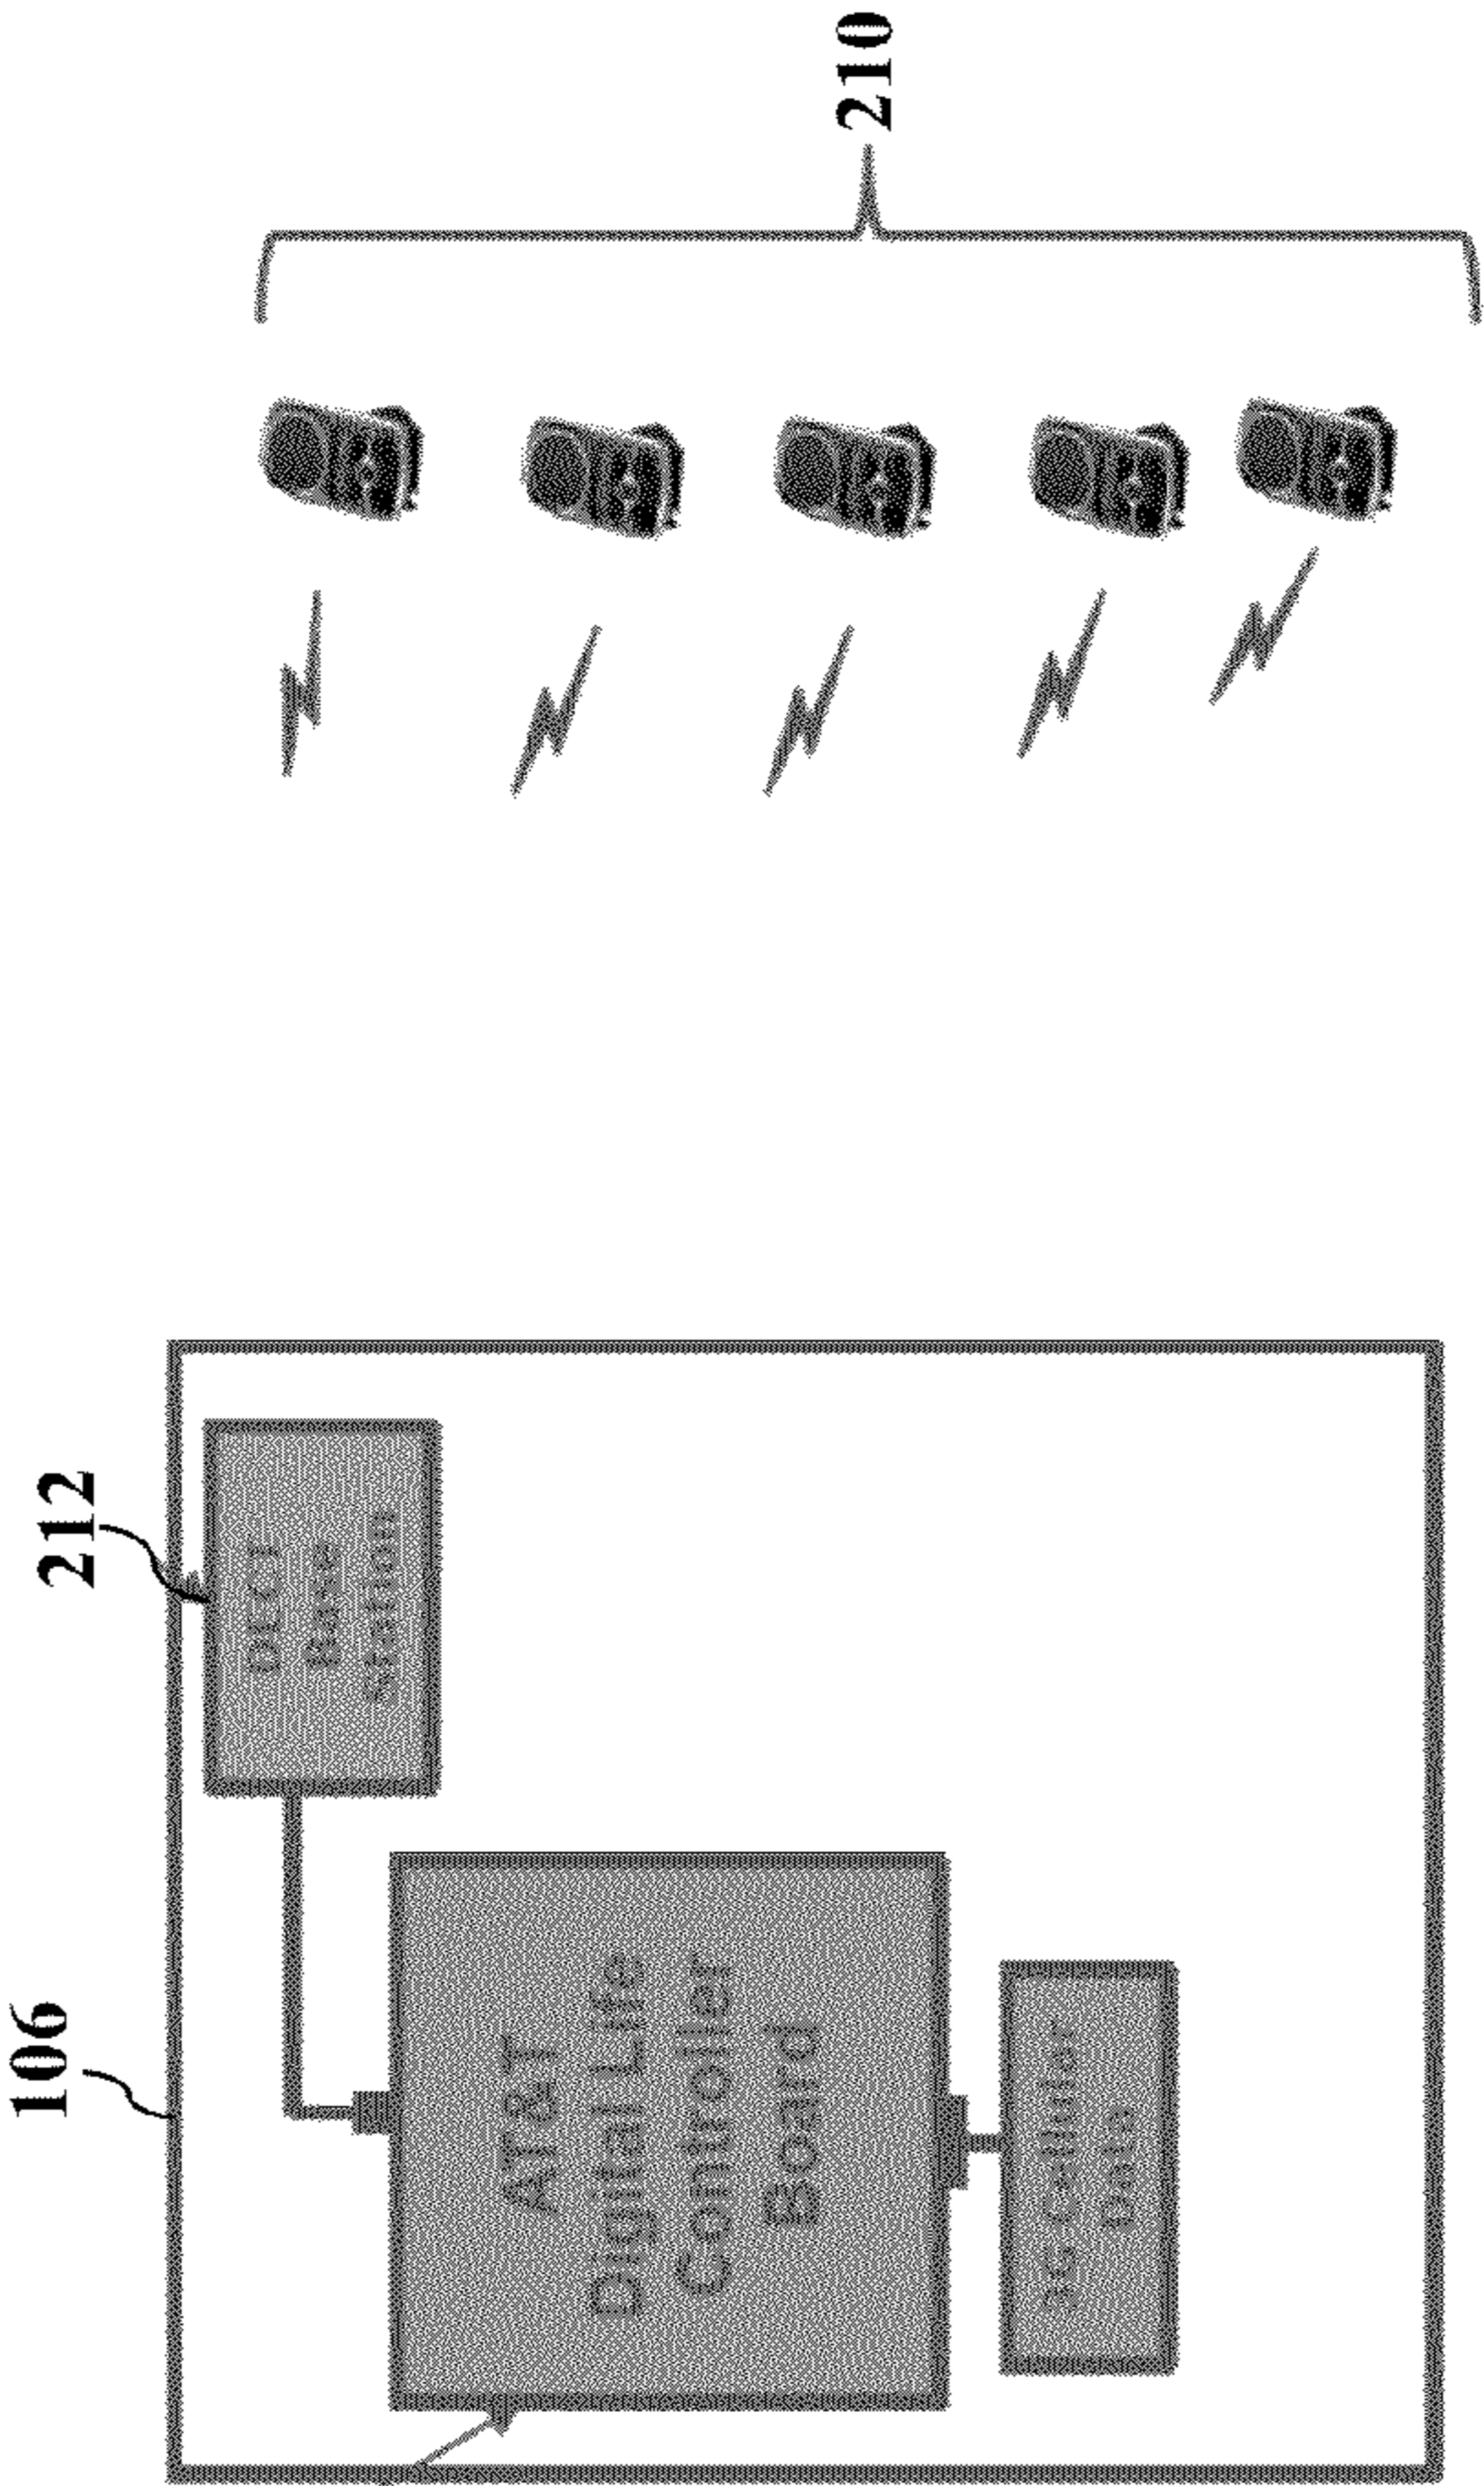 106
212
210
DECT
Base
Station
AT&T
Digital Life
Controller
Board
3G Cellular
Data